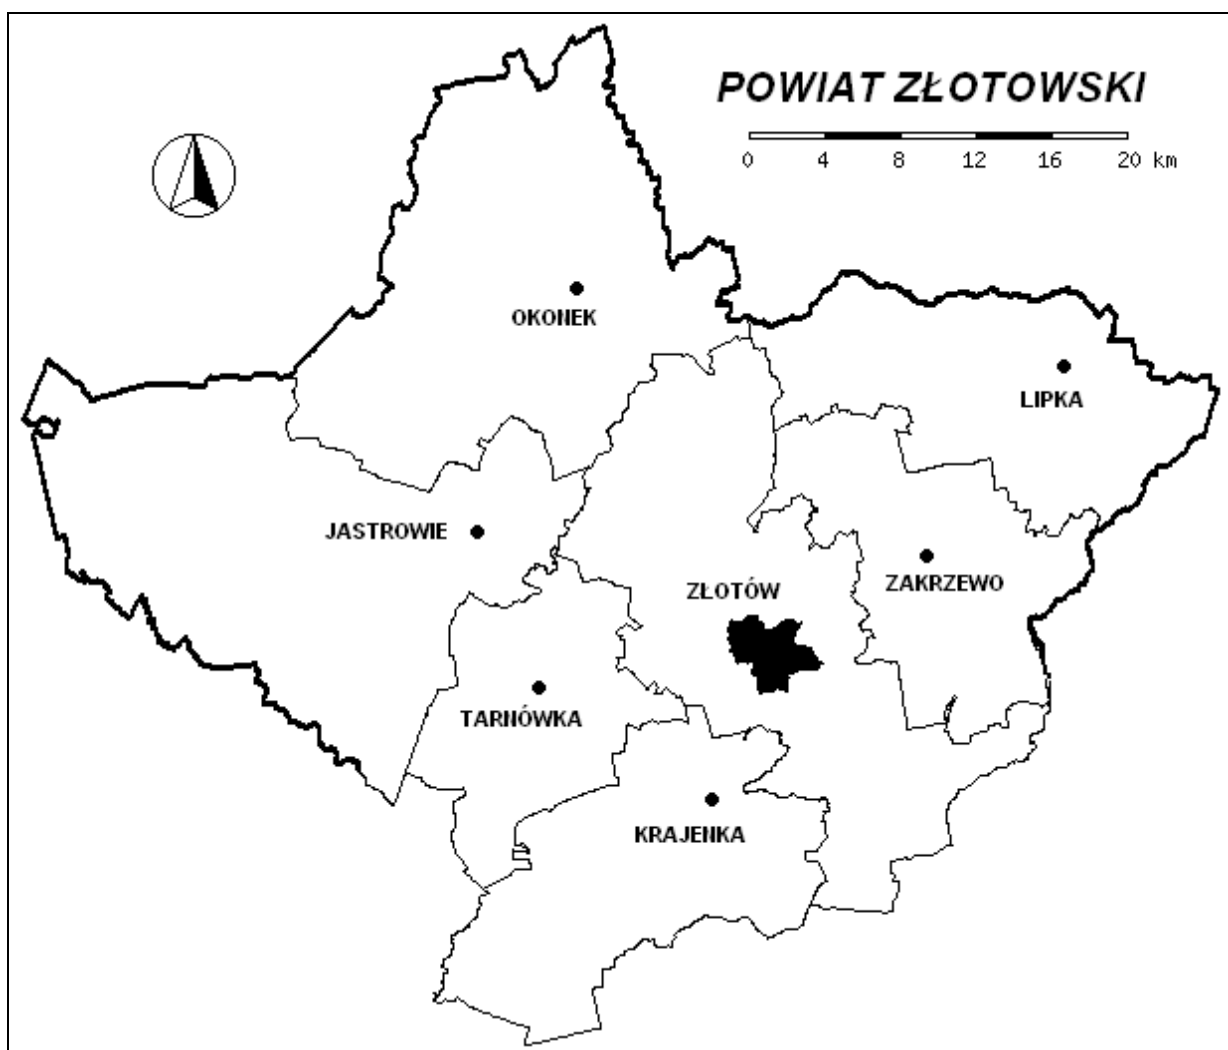 POWIAT ZŁOTOWSKI
0 4 8 12 16 20 km
OKONEK
LIPKA
JASTROWIE
ZŁOTÓW
ZAKRZEWO
TARNÓWKA
KRAJENKA